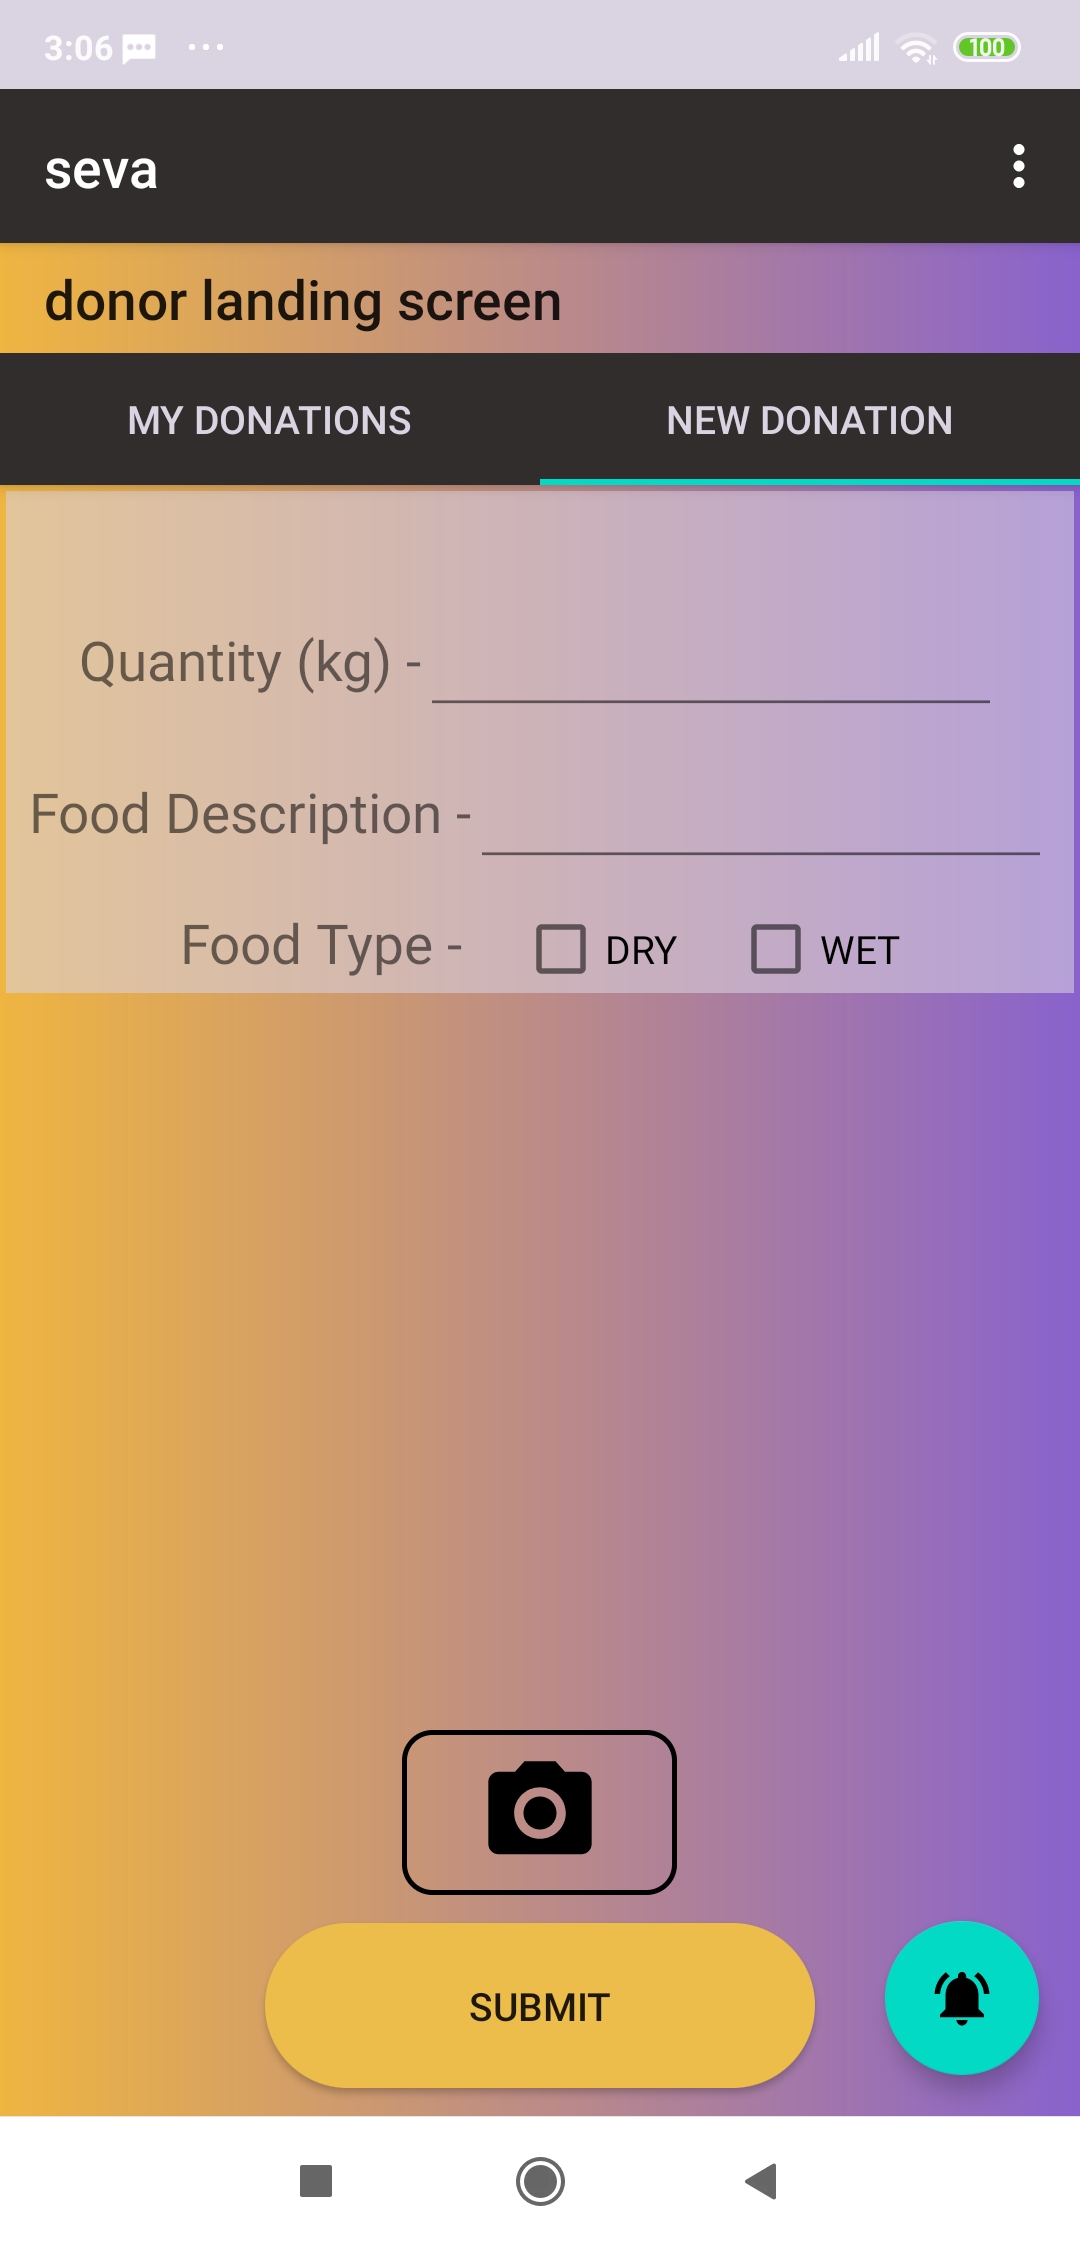 3:06 100
seva
donor landing screen
MY DONATIONS NEW DONATION
Quantity (kg) -
Food Description -
Food Type - DRY WET
SUBMIT